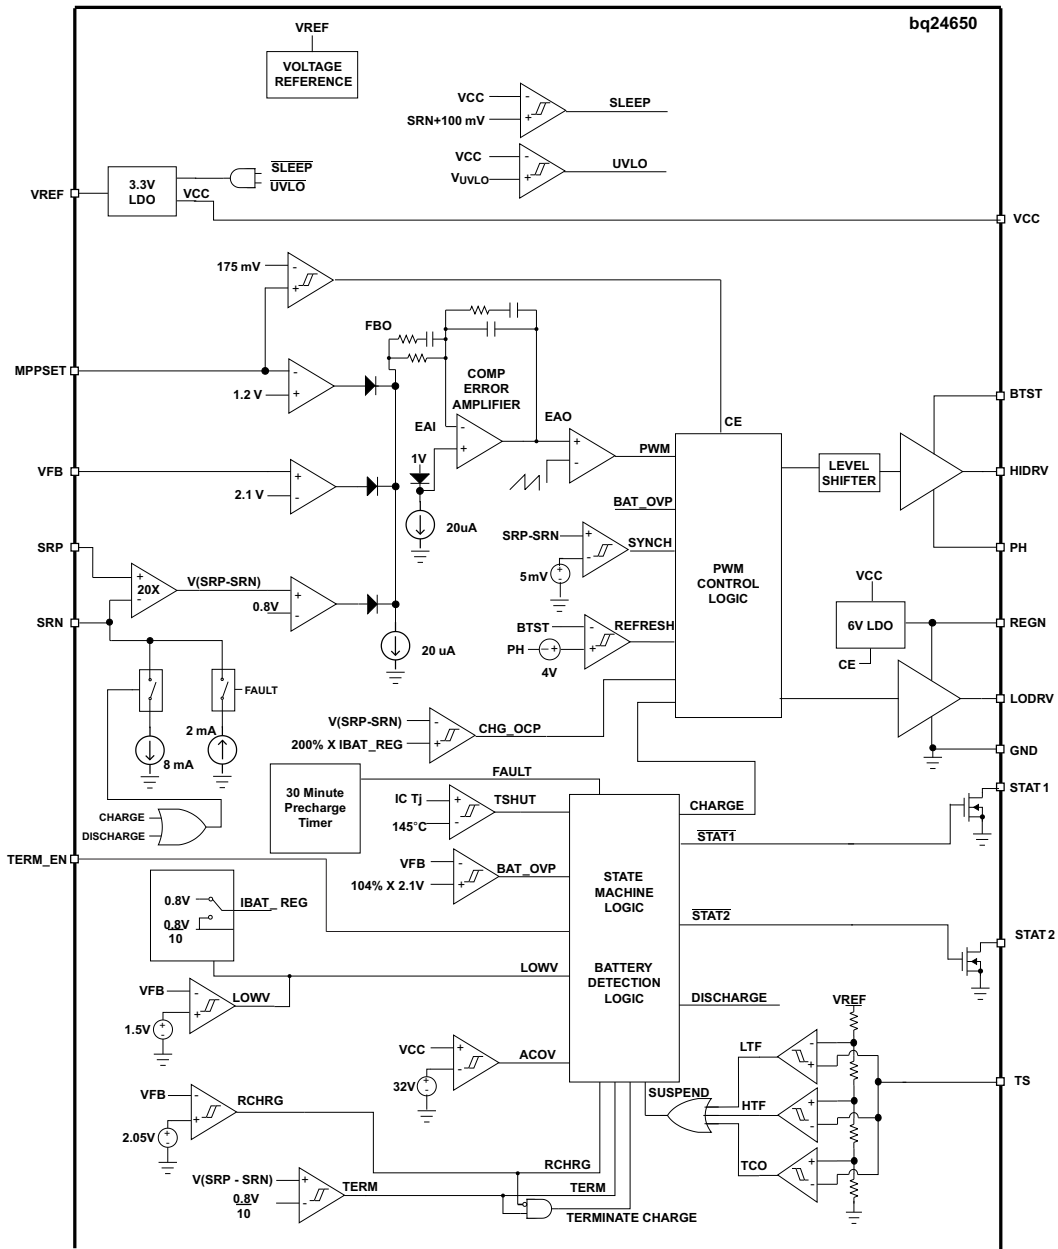 bq24650
VREF
VOLTAGE
REFERENCE
VCC
-
SRN+100 mV
+
SLEEP
VCC
-
VUVLO
+
UVLO
VREF
3.3V
LDO
SLEEP
UVLO
VCC
VCC
175 mV
-
+
MPPSET
FBO
-
1.2 V
+
COMP
ERROR
AMPLIFIER
EAI
-
+
EAO
+
-
CE
PWM
BTST
HIDRV
PH
LEVEL
SHIFTER
VFB
+
2.1 V
-
1V
20uA
BAT_OVP
SRP-SRN
+
-
SYNCH
5mV
+
-
PWM
CONTROL
LOGIC
SRP
+
20X
-
V(SRP-SRN)
+
0.8V
-
SRN
20 uA
BTST
-
REFRESH
PH
- +
+
4V
VCC
6V LDO
CE
REGN
LODRV
GND
FAULT
2 mA
8 mA
V(SRP-SRN)
-
200% X IBAT_REG
+
CHG_OCP
FAULT
30 Minute
Precharge
Timer
IC Tj
+
TSHUT
145°C
-
CHARGE
DISCHARGE
CHARGE
STAT1
STAT1
TERM_EN
VFB
-
BAT_OVP
104% X 2.1V
+
STATE
MACHINE
LOGIC
STAT2
STAT2
0.8V
IBAT_ REG
0.8V
10
LOWV
BATTERY
DETECTION
LOGIC
DISCHARGE
VFB
-
LOWV
+
1.5V
+
-
VCC
+
ACOV
-
32V
+
-
VREF
LTF
-
+
TS
SUSPEND
HTF
+
-
VFB
-
RCHRG
+
2.05V
+
-
TCO
+
-
RCHRG
V(SRP - SRN)
+
TERM
0.8V
10
-
TERM
TERMINATE CHARGE